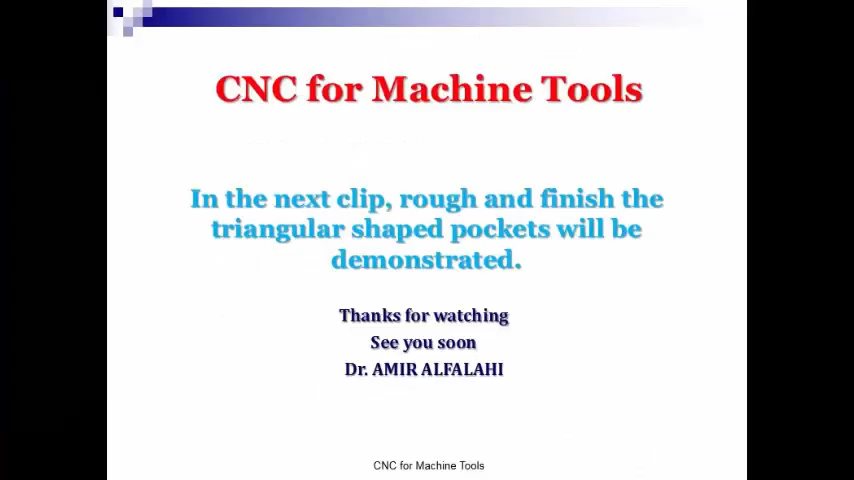 CNC for Machine Tools
In the next clip, rough and finish the
triangular shaped pockets will be
demonstrated.
Thanks for watching
See you soon
Dr. AMIR ALFALAHI
CNC for Machine Tools